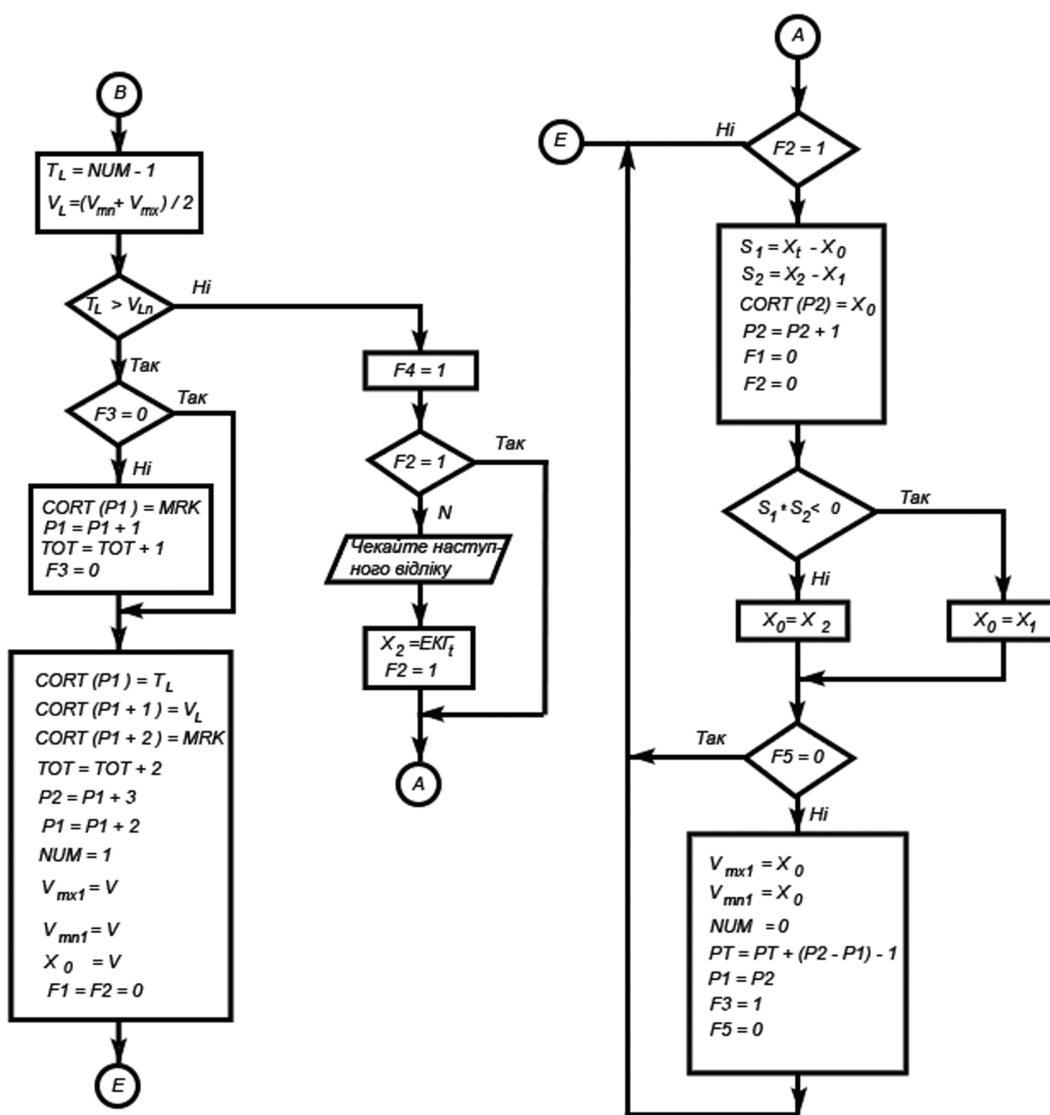 B
T_L = NUM - 1
V_L =(V_mn + V_mx ) / 2
T_L > V_Ln
Ні
Так
F3 = 0
Так
Ні
CORT (P1 ) = MRK
P1 = P1 + 1
TOT = TOT + 1
F3 = 0
CORT (P1 ) = T_L
CORT (P1 + 1 ) = V_L
CORT (P1 + 2 ) = MRK
TOT = TOT + 2
P2 = P1 + 3
P1 = P1 + 2
NUM = 1
V_mx1 = V
V_mn1 = V
X_0 = V
F1 = F2 = 0
E
F4 = 1
F2 = 1
Так
N
Чекайте наступ-
ного відліку
X_2 =ЕКГ_t
F2 = 1
A
A
E
Ні
F2 = 1
S_1 = X_t - X_0
S_2 = X_2 - X_1
CORT (P2) = X_0
P2 = P2 + 1
F1 = 0
F2 = 0
S_1 * S_2 < 0
Так
Ні
X_0 = X_2
X_0 = X_1
Так
F5 = 0
Ні
V_mx1 = X_0
V_mn1 = X_0
NUM = 0
PT = PT + (P2 - P1) - 1
P1 = P2
F3 = 1
F5 = 0